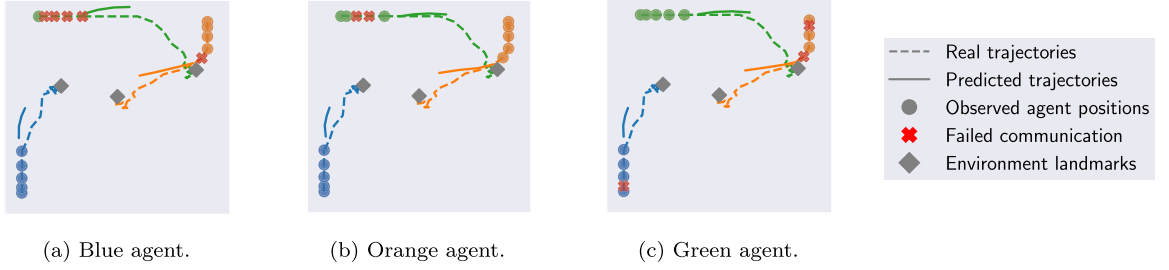 Real trajectories
Predicted trajectories
Observed agent positions
Failed communication
Environment landmarks
(a) Blue agent.
(b) Orange agent.
(c) Green agent.